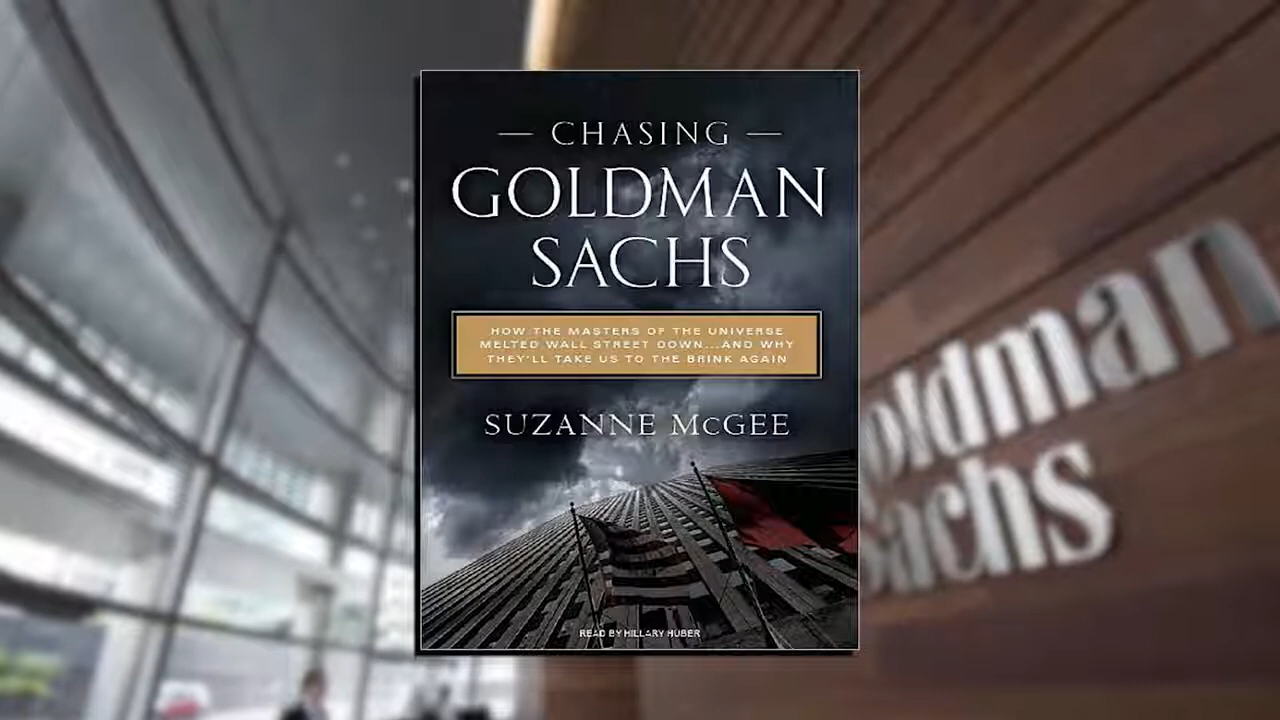 — CHASING —
GOLDMAN
SACHS
HOW THE MASTERS OF THE UNIVERSE
MELTED WALL STREET DOWN...AND WHY
THEY'LL TAKE US TO THE BRINK AGAIN
SUZANNE McGEE
READ BY HILLARY HUBER
oldman
Sachs